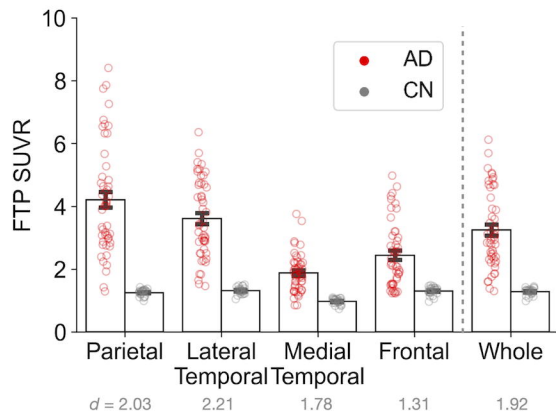 10
8
6
4
2
0
FTP SUVR
AD
CN
Parietal
Lateral
Temporal
Medial
Temporal
Frontal
Whole
d = 2.03
2.21
1.78
1.31
1.92